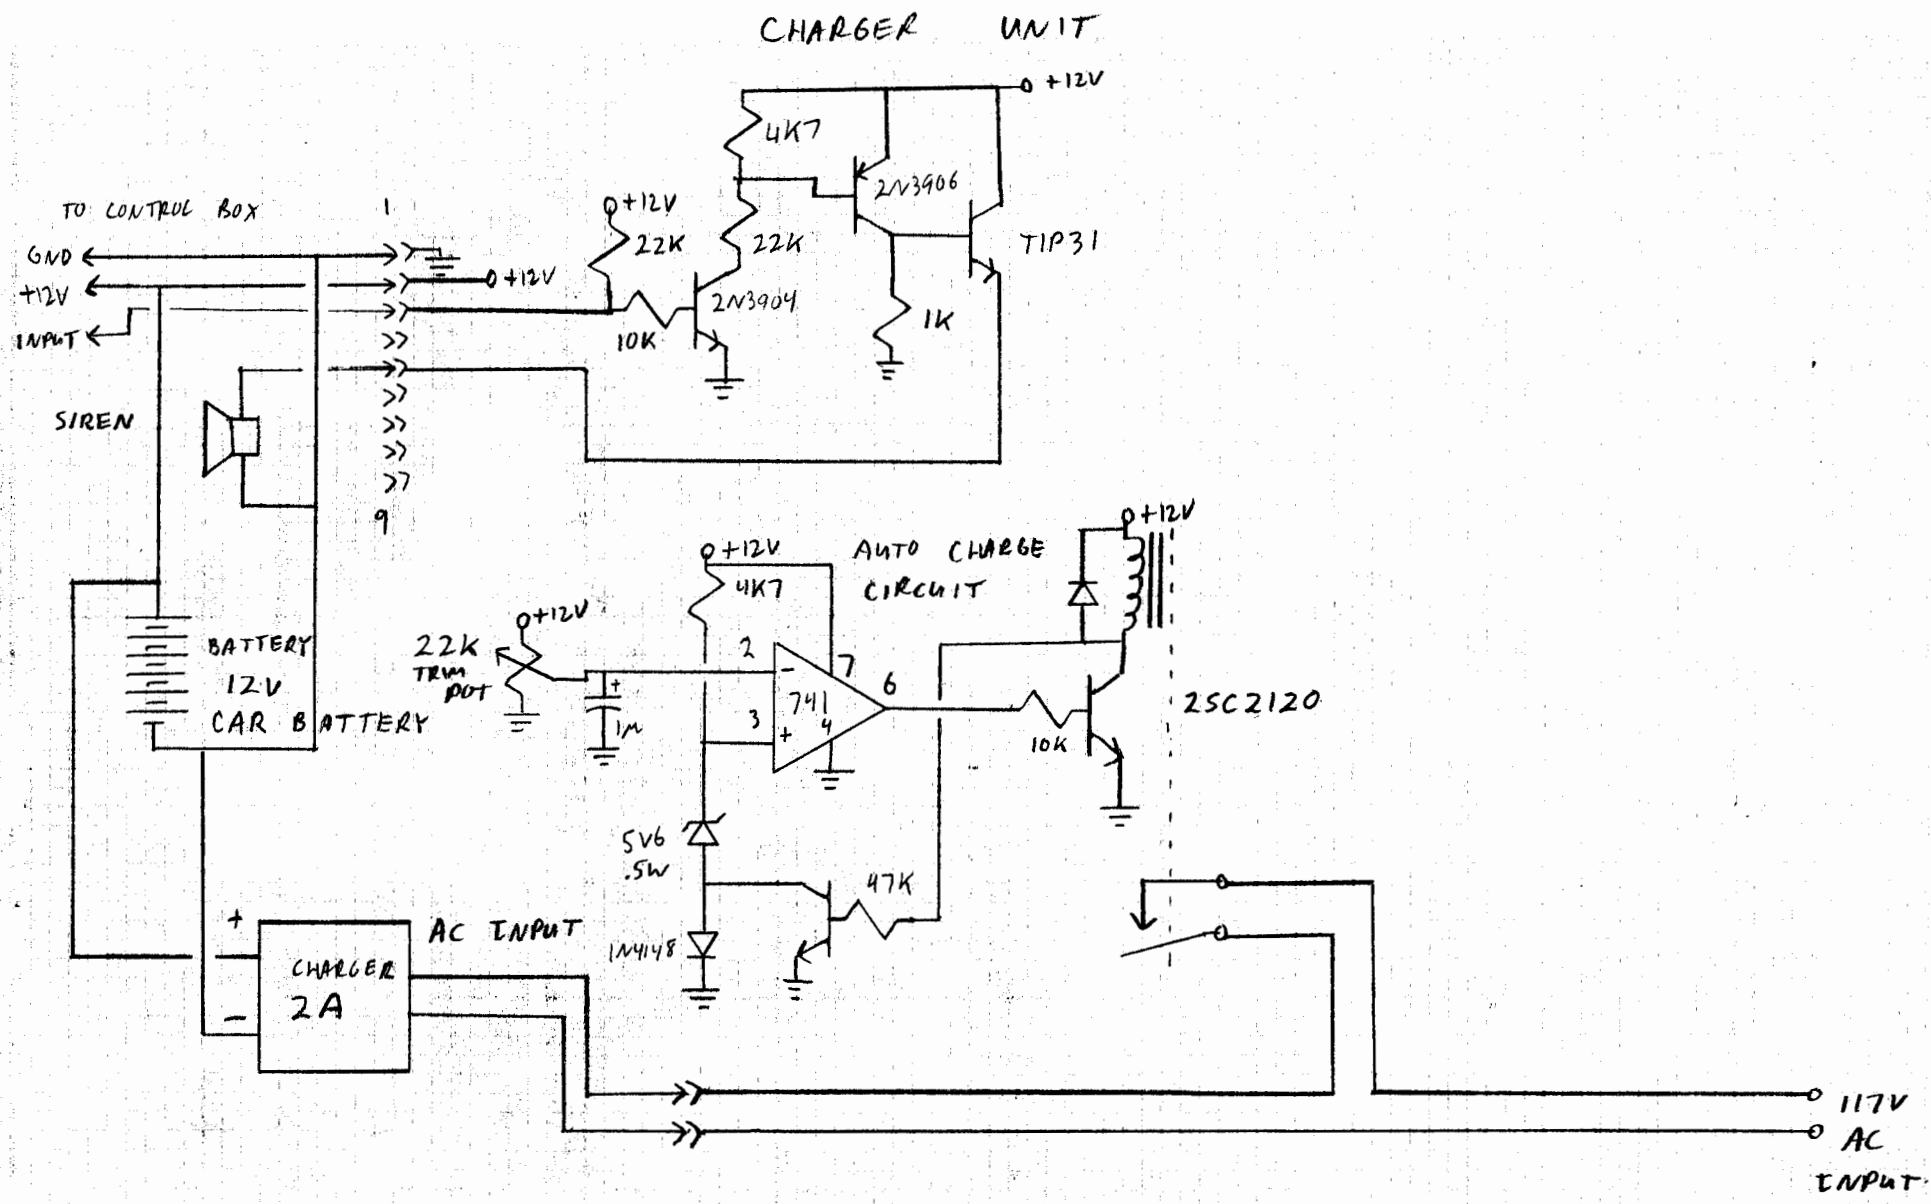 CHARGER UNIT
+12V
4K7
2N3906
TO CONTROL BOX
1
+12V
22K
22K
TIP31
GND
+12V
+12V
2N3904
INPUT
10K
1K
SIREN
9
+12V
+12V
AUTO CHARGE
CIRCUIT
4K7
+12V
22K
TRIM
POT
2
-
7
6
BATTERY
12V
CAR BATTERY
+
1µ
741
3
+
4
2SC2120
10K
5V6
.5W
47K
+
AC INPUT
1N4148
CHARGER
2A
-
117V
AC
INPUT